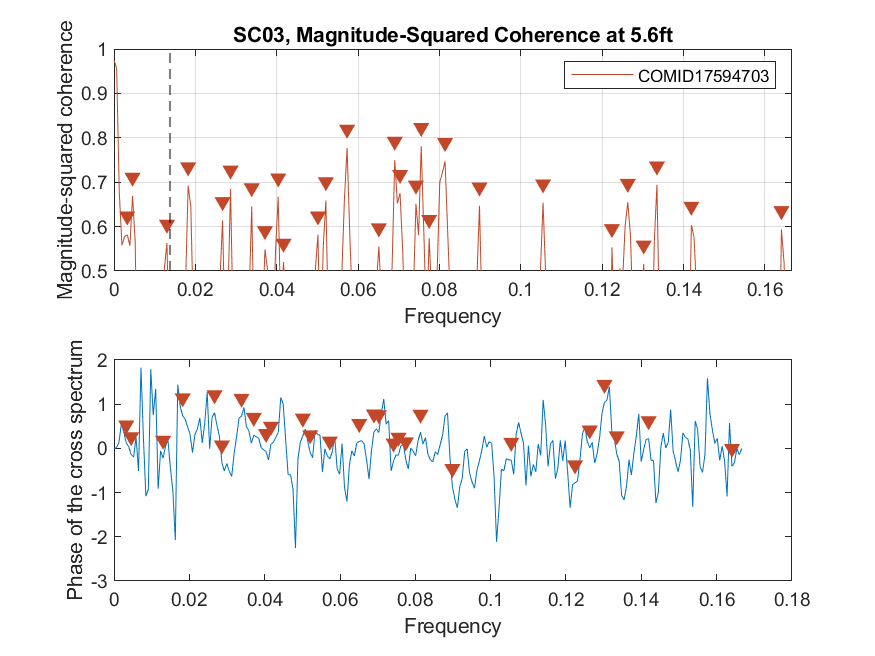 SC03, Magnitude-Squared Coherence at 5.6ft
Magnitude-squared coherence
1
0.9
0.8
0.7
0.6
0.5
COMID17594703
0 0.02 0.04 0.06 0.08 0.1 0.12 0.14 0.16
Frequency
Phase of the cross spectrum
2
1
0
-1
-2
-3
0 0.02 0.04 0.06 0.08 0.1 0.12 0.14 0.16 0.18
Frequency